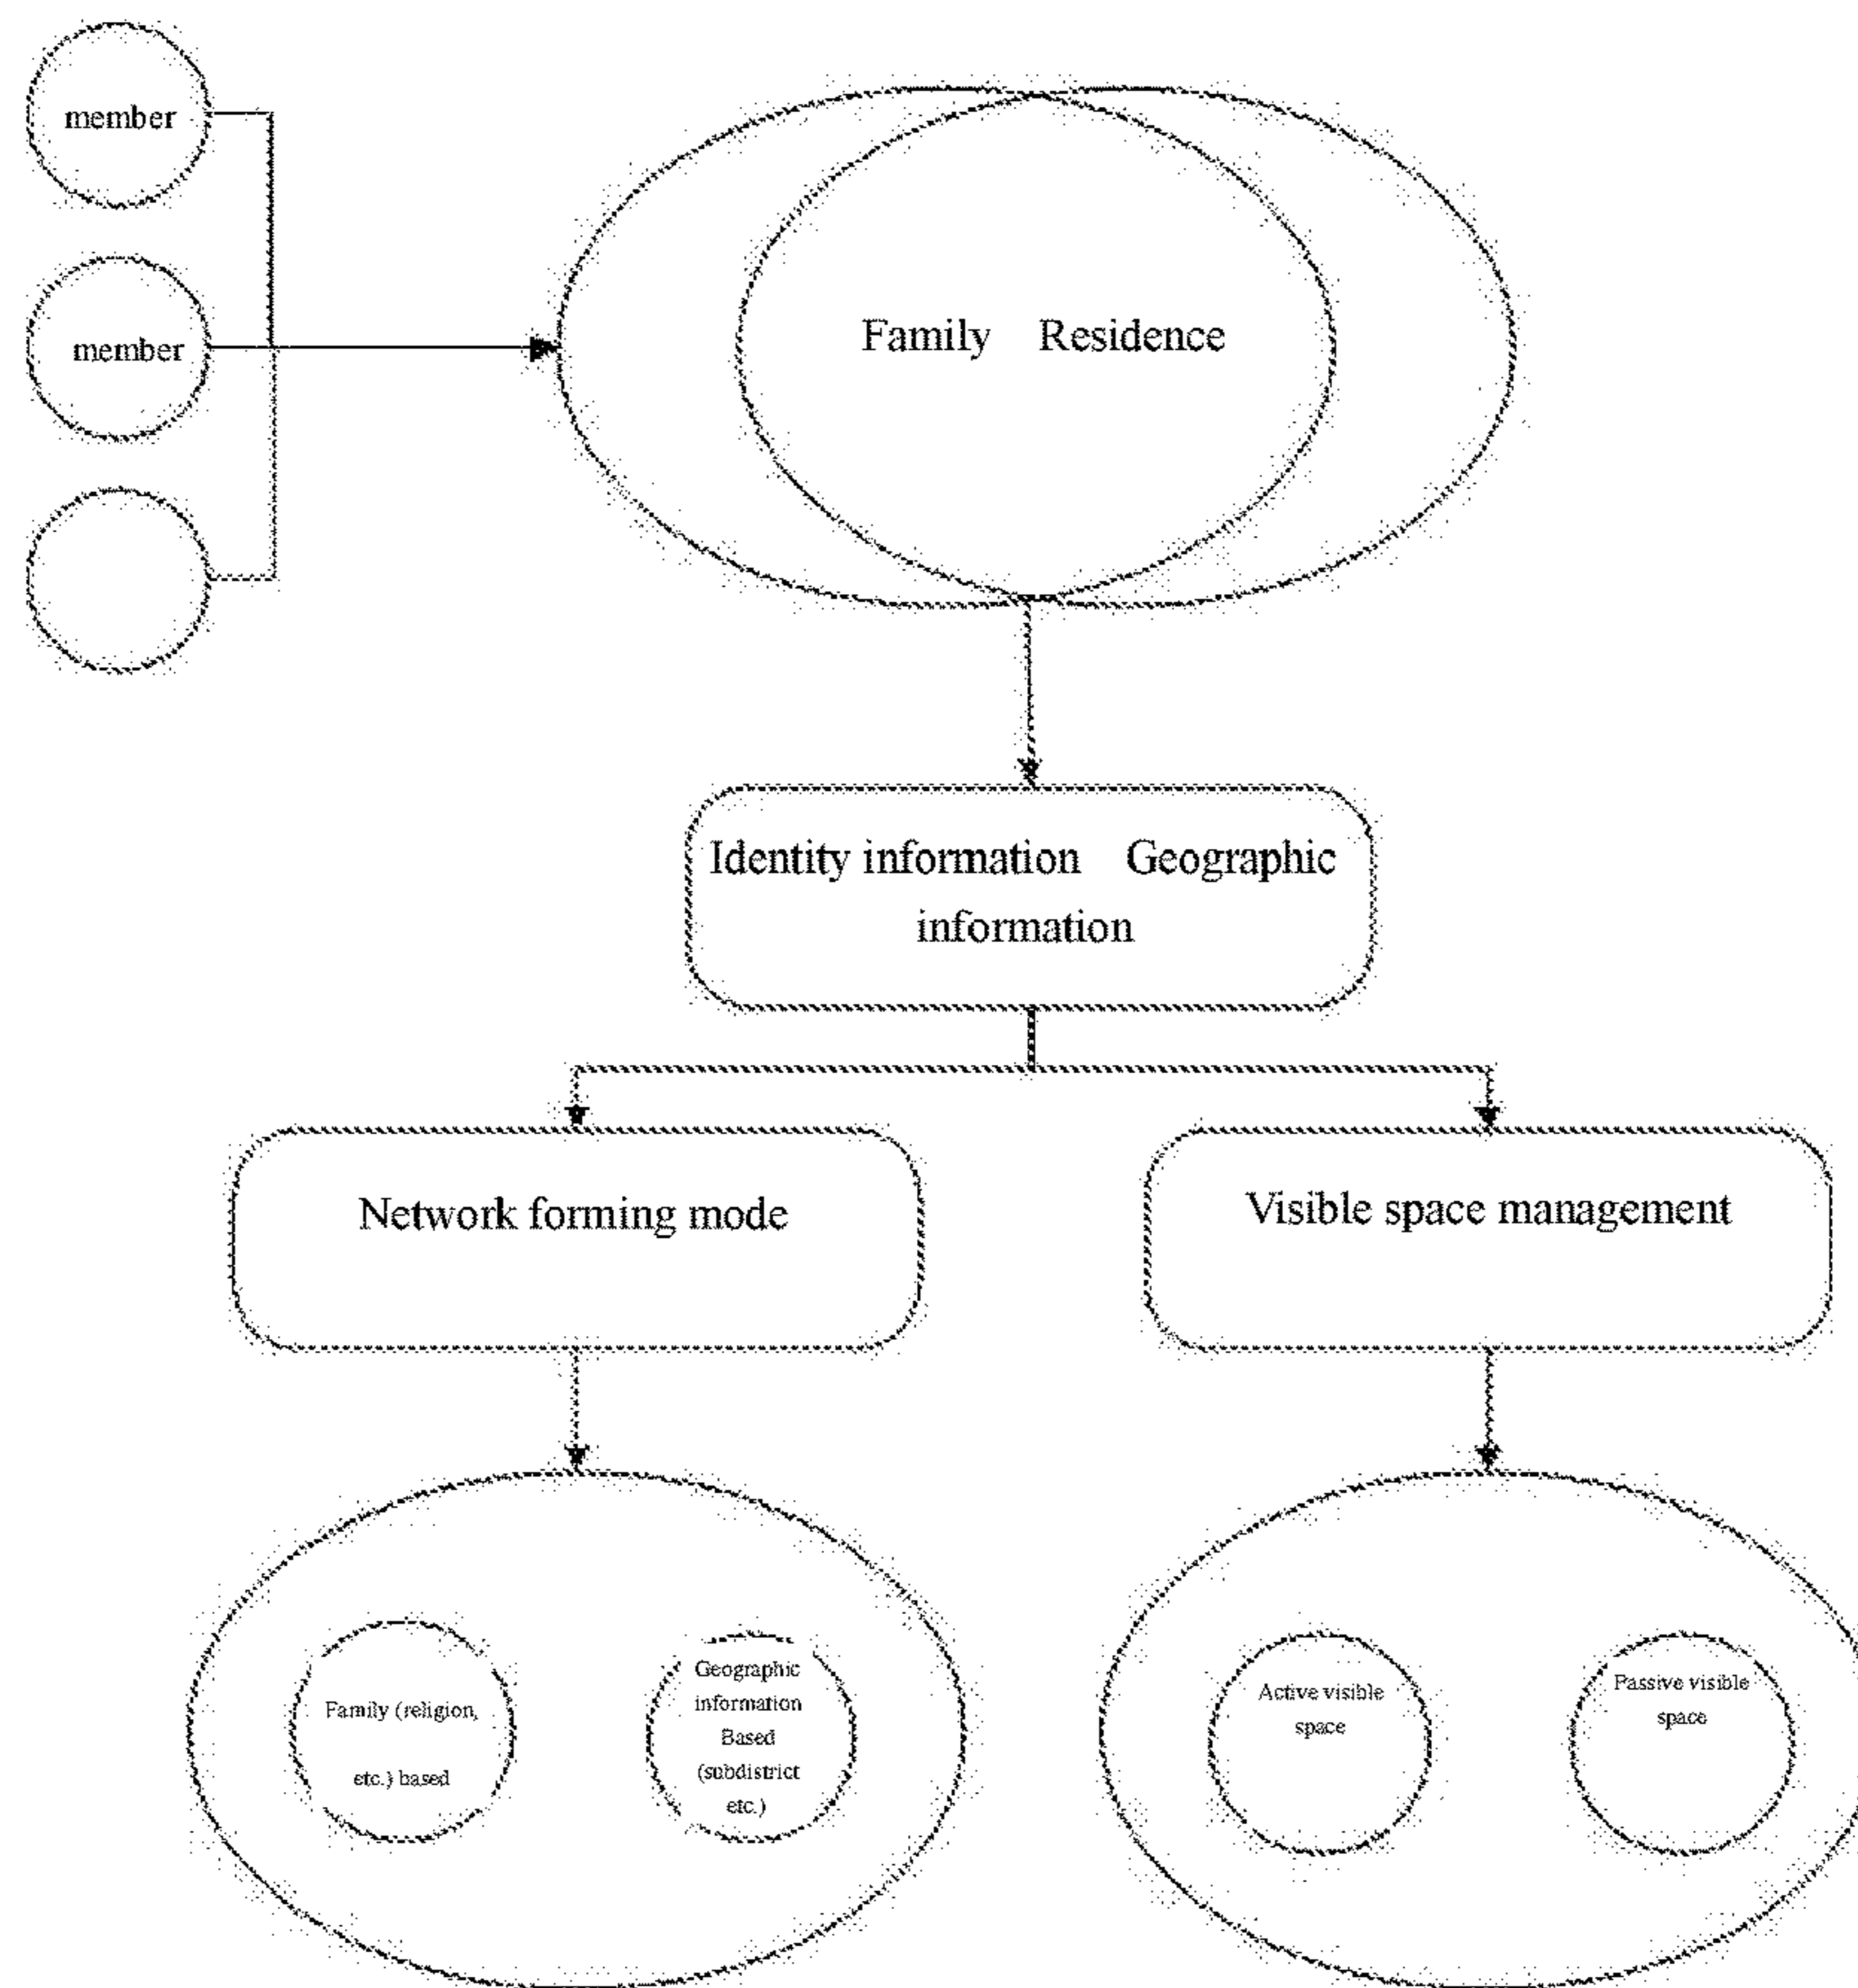 member
member
Family Residence
Identity information Geographic
information
Network forming mode
Visible space management
Family (religion,
etc.) based
Geographic
information
Based
(subdistrict
etc.)
Active visible
space
Passive visible
space